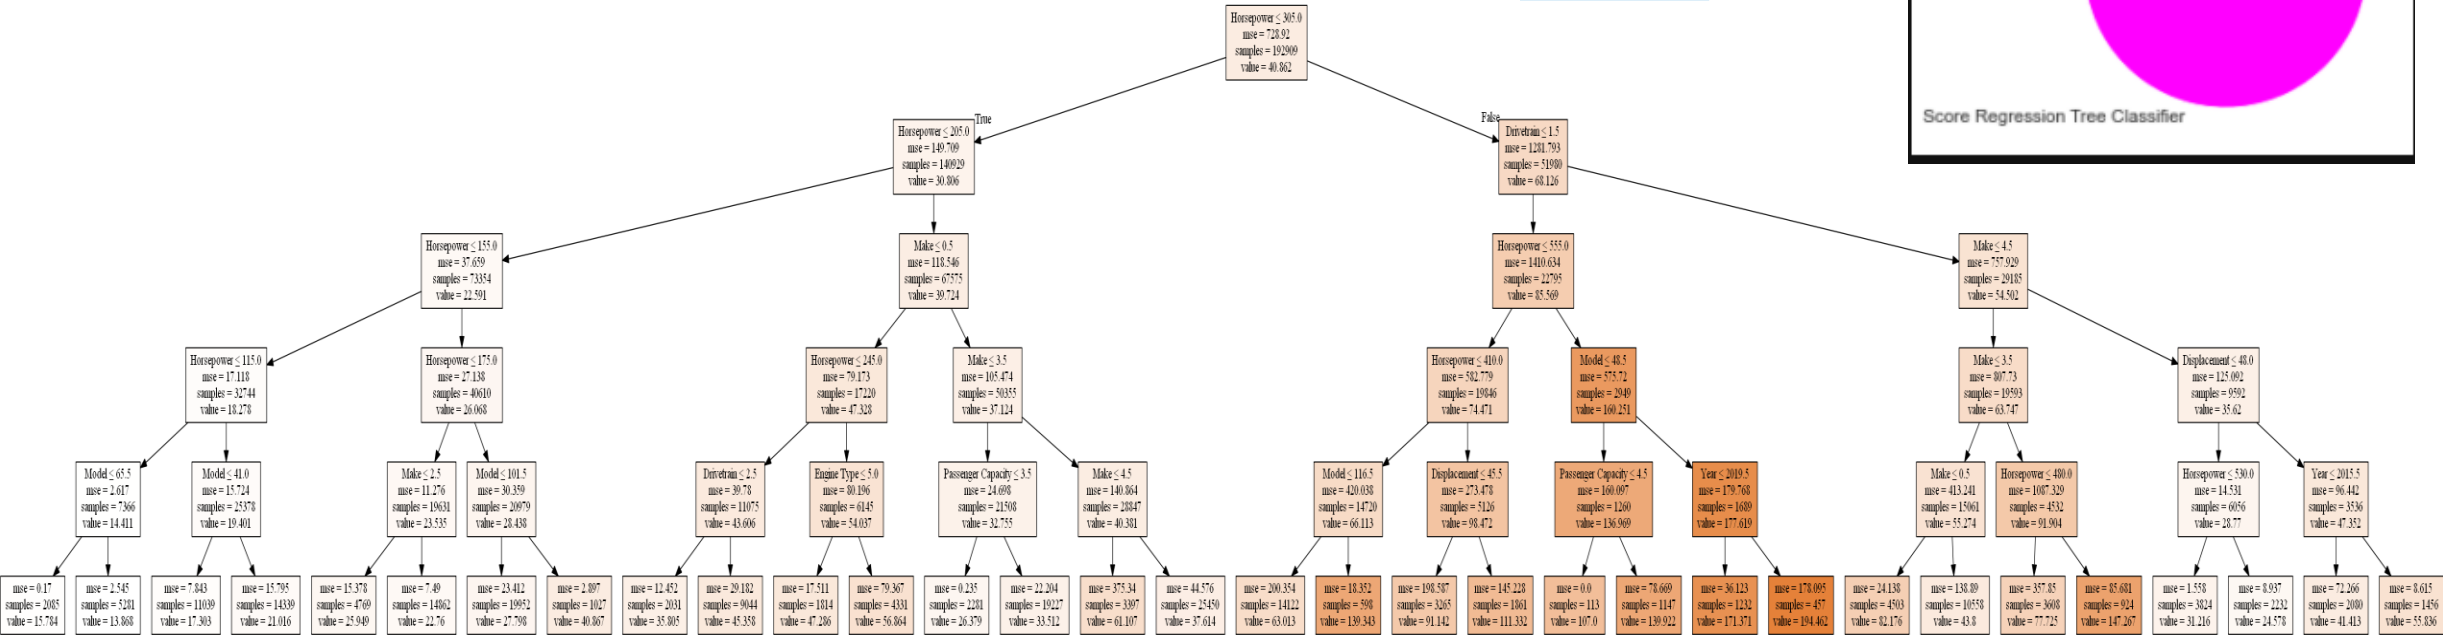 Horsepower ≤ 305.0
mse = 728.92
samples = 192909
value = 40.862
True
False
Score Regression Tree Classifier
Horsepower ≤ 205.0
mse = 149.709
samples = 140929
value = 30.806
Drivetrain ≤ 1.5
mse = 1281.793
samples = 51980
value = 68.126
Horsepower ≤ 155.0
mse = 37.659
samples = 73354
value = 22.591
Make ≤ 0.5
mse = 118.546
samples = 67575
value = 39.724
Horsepower ≤ 555.0
mse = 1410.634
samples = 22795
value = 85.569
Make ≤ 4.5
mse = 757.929
samples = 29185
value = 54.502
Horsepower ≤ 115.0
mse = 17.118
samples = 32744
value = 18.278
Horsepower ≤ 175.0
mse = 27.138
samples = 40610
value = 26.068
Horsepower ≤ 245.0
mse = 79.173
samples = 17220
value = 47.328
Make ≤ 3.5
mse = 105.474
samples = 50355
value = 37.124
Horsepower ≤ 410.0
mse = 582.779
samples = 19846
value = 74.471
Model ≤ 48.5
mse = 575.72
samples = 2949
value = 160.251
Make ≤ 3.5
mse = 807.73
samples = 19593
value = 63.747
Displacement ≤ 48.0
mse = 125.092
samples = 9592
value = 35.62
Model ≤ 65.5
mse = 2.617
samples = 7366
value = 14.411
Model ≤ 41.0
mse = 15.724
samples = 25378
value = 19.401
Make ≤ 2.5
mse = 11.276
samples = 19631
value = 23.535
Model ≤ 101.5
mse = 30.359
samples = 20979
value = 28.438
Drivetrain ≤ 2.5
mse = 39.78
samples = 11075
value = 43.606
Engine Type ≤ 5.0
mse = 80.196
samples = 6145
value = 54.037
Passenger Capacity ≤ 3.5
mse = 24.698
samples = 21508
value = 32.755
Make ≤ 4.5
mse = 140.864
samples = 28847
value = 40.381
Model ≤ 116.5
mse = 420.038
samples = 14720
value = 66.113
Displacement ≤ 45.5
mse = 273.478
samples = 5126
value = 98.472
Passenger Capacity ≤ 4.5
mse = 160.097
samples = 1260
value = 136.969
Year ≤ 2019.5
mse = 179.768
samples = 1689
value = 177.619
Make ≤ 0.5
mse = 413.241
samples = 15061
value = 55.274
Horsepower ≤ 480.0
mse = 1087.329
samples = 4532
value = 91.904
Horsepower ≤ 530.0
mse = 14.531
samples = 6056
value = 28.77
Year ≤ 2015.5
mse = 96.442
samples = 3536
value = 47.352
mse = 0.17
samples = 2085
value = 15.784
mse = 2.545
samples = 5281
value = 13.868
mse = 7.843
samples = 11039
value = 17.303
mse = 15.795
samples = 14339
value = 21.016
mse = 15.378
samples = 4769
value = 25.949
mse = 7.49
samples = 14862
value = 22.76
mse = 23.412
samples = 19952
value = 27.798
mse = 2.897
samples = 1027
value = 40.867
mse = 12.452
samples = 2031
value = 35.805
mse = 29.182
samples = 9044
value = 45.358
mse = 17.511
samples = 1814
value = 47.286
mse = 79.367
samples = 4331
value = 56.864
mse = 0.235
samples = 2281
value = 26.379
mse = 22.204
samples = 19227
value = 33.512
mse = 375.34
samples = 3397
value = 61.107
mse = 44.576
samples = 25450
value = 37.614
mse = 200.354
samples = 14122
value = 63.013
mse = 18.352
samples = 598
value = 139.343
mse = 198.587
samples = 3265
value = 91.142
mse = 145.228
samples = 1861
value = 111.332
mse = 0.0
samples = 113
value = 107.0
mse = 78.669
samples = 1147
value = 139.922
mse = 36.123
samples = 1232
value = 171.371
mse = 178.095
samples = 457
value = 194.462
mse = 24.138
samples = 4503
value = 82.176
mse = 138.89
samples = 10558
value = 43.8
mse = 357.85
samples = 3608
value = 77.725
mse = 85.681
samples = 924
value = 147.267
mse = 1.558
samples = 3824
value = 31.216
mse = 8.937
samples = 2232
value = 24.578
mse = 72.266
samples = 2080
value = 41.413
mse = 8.615
samples = 1456
value = 55.836